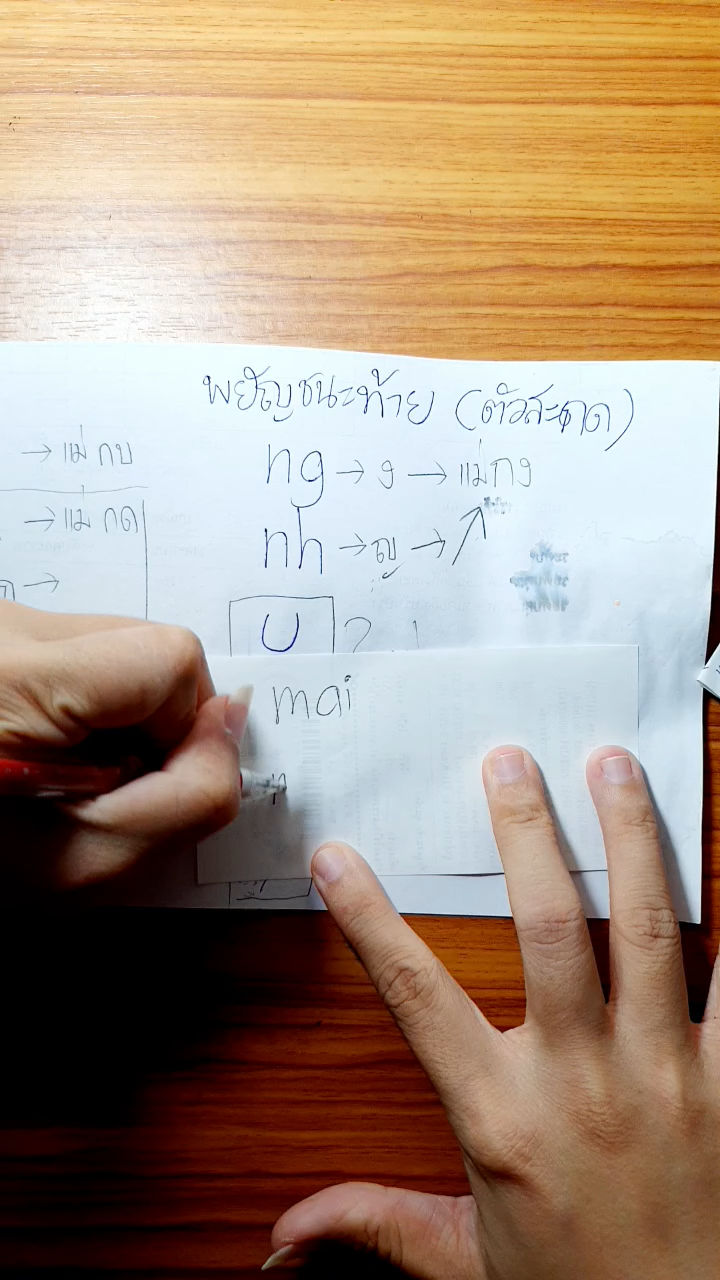 พยัญชนะท้าย (ตัวสะกด)
ng → ง → แม่กง
nh → ญ →
→ แม่ กบ
→ แม่ กด
→
U ?
mai
n